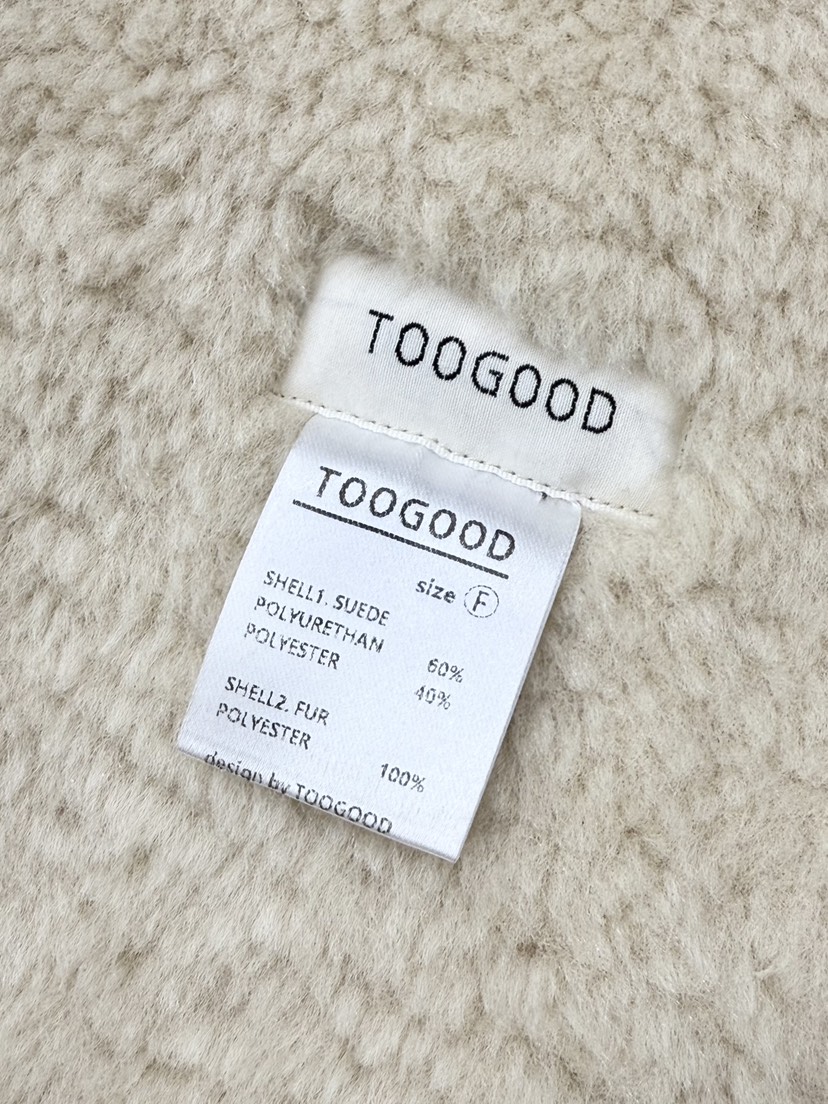 TOOGOOD
TOOGOOD
size F
SHELL1. SUEDE
POLYURETHAN 60%
POLYESTER 40%
SHELL2. FUR
POLYESTER 100%
design by TOOGOOD